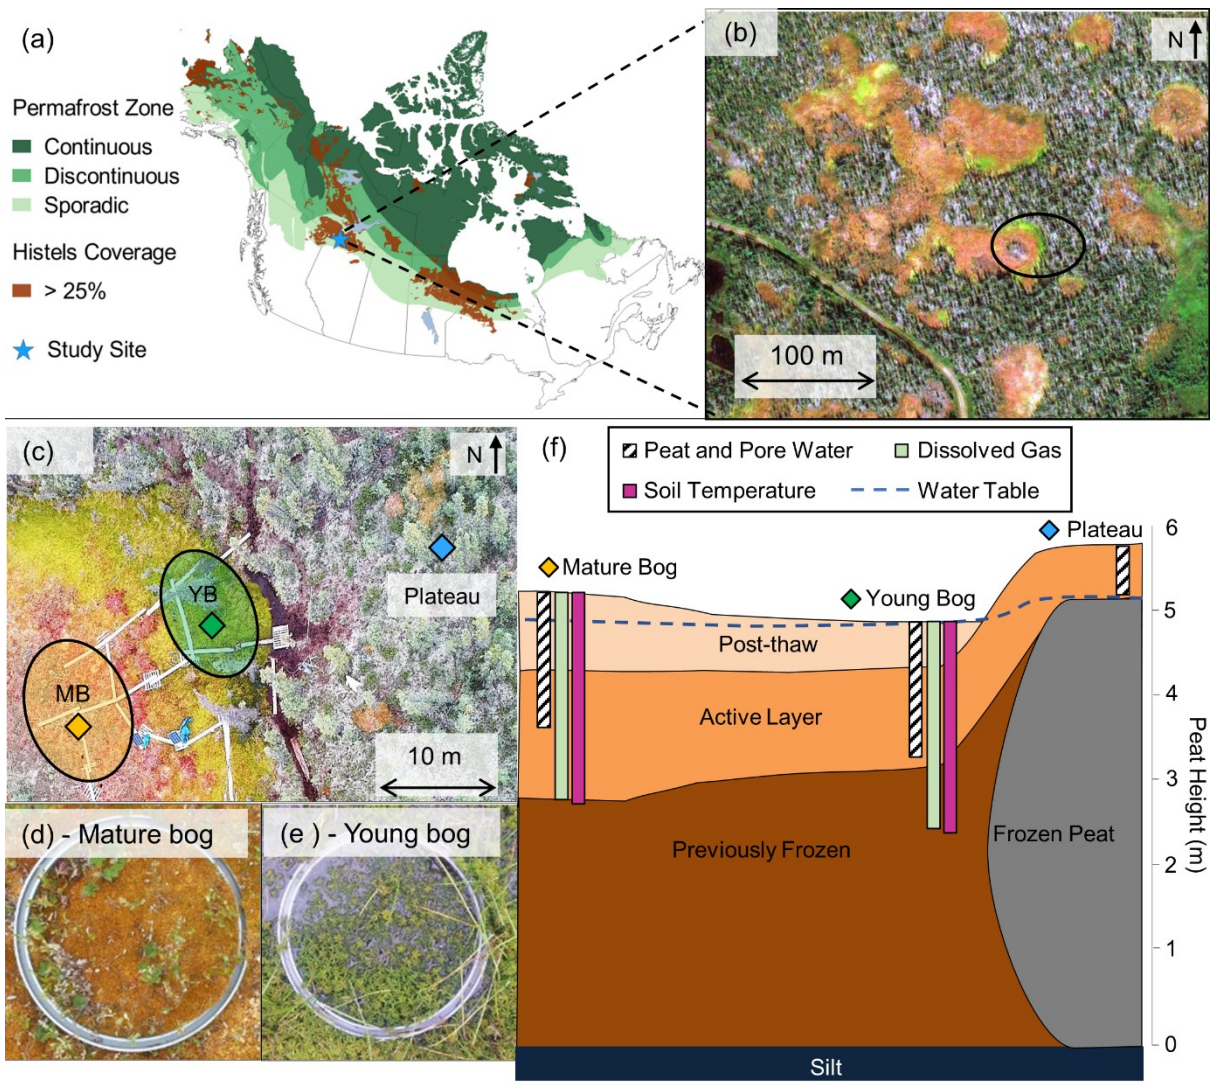 (a)
Permafrost Zone
Continuous
Discontinuous
Sporadic
Histels Coverage
> 25%
Study Site
(b)
N
100 m
(c)
N
YB
MB
Plateau
10 m
(d) - Mature bog
(e ) - Young bog
(f)
Peat and Pore Water
Dissolved Gas
Soil Temperature
Water Table
Mature Bog
Young Bog
Plateau
Post-thaw
Active Layer
Previously Frozen
Frozen Peat
Silt
6
5
4
3
2
1
0
Peat Height (m)